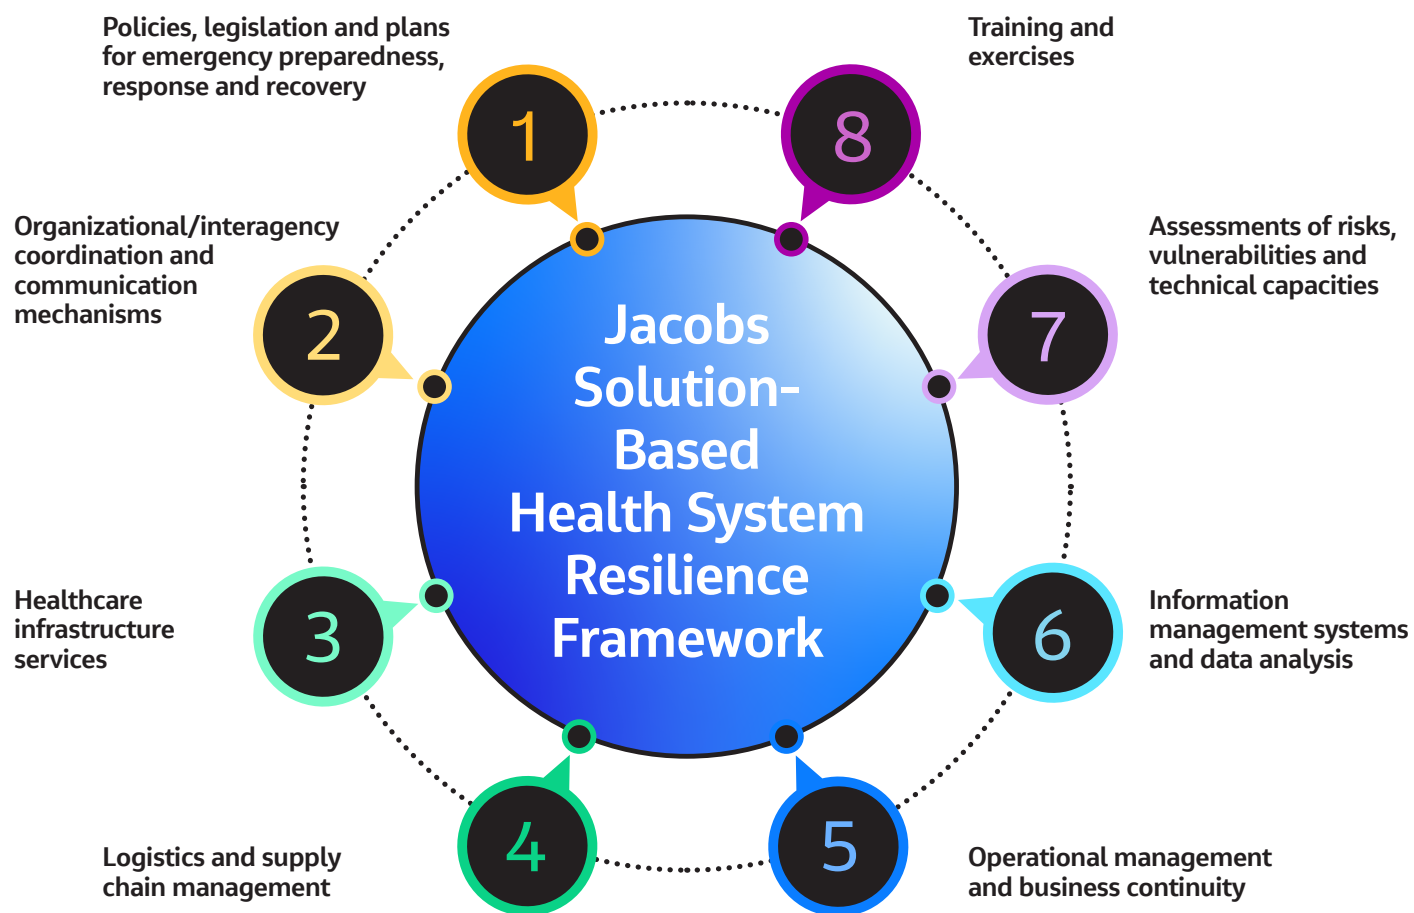 Policies, legislation and plans
for emergency preparedness,
response and recovery
1
Organizational/interagency
coordination and
communication
mechanisms
2
Healthcare
infrastructure
services
3
Logistics and supply
chain management
4
Operational management
and business continuity
5
Information
management systems
and data analysis
6
Assessments of risks,
vulnerabilities and
technical capacities
7
Training and
exercises
8
Jacobs
Solution-
Based
Health System
Resilience
Framework